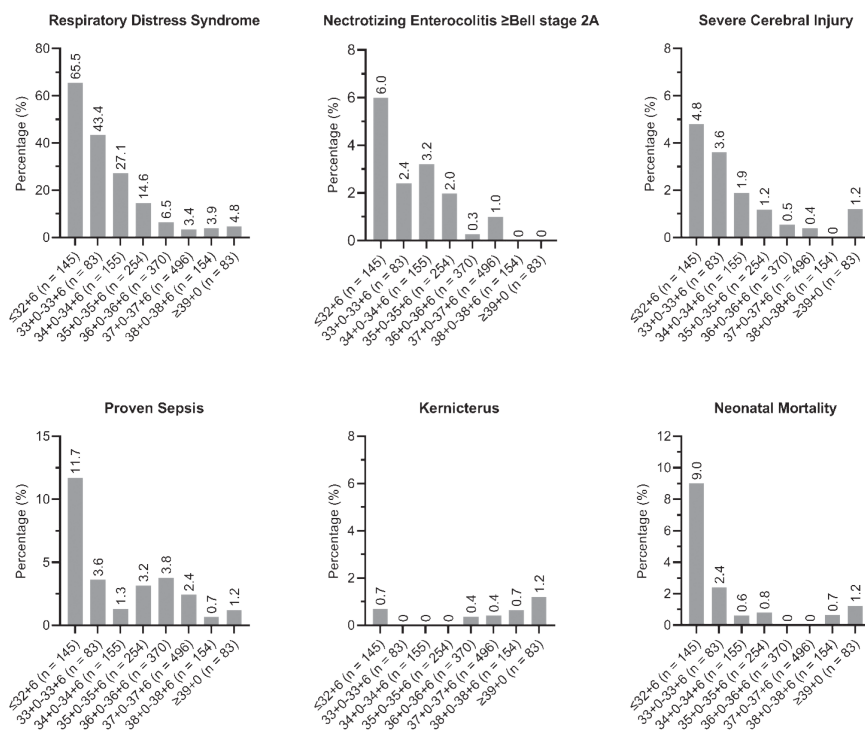 Respiratory Distress Syndrome
Percentage (%)
80
60
40
20
0
65.5
43.4
27.1
14.6
6.5
3.4
3.9
4.8
≤32+6 (n = 145)
33+0-33+6 (n = 83)
34+0-34+6 (n = 155)
35+0-35+6 (n = 254)
36+0-36+6 (n = 370)
37+0-37+6 (n = 496)
38+0-38+6 (n = 154)
≥39+0 (n = 83)
Nectrotizing Enterocolitis ≥Bell stage 2A
Percentage (%)
8
6
4
2
0
6.0
2.4
3.2
2.0
0.3
1.0
0
0
≤32+6 (n = 145)
33+0-33+6 (n = 83)
34+0-34+6 (n = 155)
35+0-35+6 (n = 254)
36+0-36+6 (n = 370)
37+0-37+6 (n = 496)
38+0-38+6 (n = 154)
≥39+0 (n = 83)
Severe Cerebral Injury
Percentage (%)
8
6
4
2
0
4.8
3.6
1.9
1.2
0.5
0.4
0
1.2
≤32+6 (n = 145)
33+0-33+6 (n = 83)
34+0-34+6 (n = 155)
35+0-35+6 (n = 254)
36+0-36+6 (n = 370)
37+0-37+6 (n = 496)
38+0-38+6 (n = 154)
≥39+0 (n = 83)
Proven Sepsis
Percentage (%)
15
10
5
0
11.7
3.6
1.3
3.2
3.8
2.4
0.7
1.2
≤32+6 (n = 145)
33+0-33+6 (n = 83)
34+0-34+6 (n = 155)
35+0-35+6 (n = 254)
36+0-36+6 (n = 370)
37+0-37+6 (n = 496)
38+0-38+6 (n = 154)
≥39+0 (n = 83)
Kernicterus
Percentage (%)
8
6
4
2
0
0.7
0
0
0
0.4
0.4
0.7
1.2
≤32+6 (n = 145)
33+0-33+6 (n = 83)
34+0-34+6 (n = 155)
35+0-35+6 (n = 254)
36+0-36+6 (n = 370)
37+0-37+6 (n = 496)
38+0-38+6 (n = 154)
≥39+0 (n = 83)
Neonatal Mortality
Percentage (%)
12
10
8
6
4
2
0
9.0
2.4
0.6
0.8
0
0
0.7
1.2
≤32+6 (n = 145)
33+0-33+6 (n = 83)
34+0-34+6 (n = 155)
35+0-35+6 (n = 254)
36+0-36+6 (n = 370)
37+0-37+6 (n = 496)
38+0-38+6 (n = 154)
≥39+0 (n = 83)